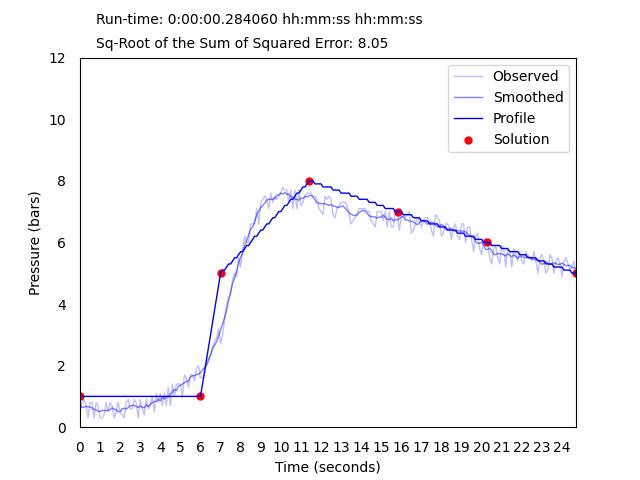 Run-time: 0:00:00.284060 hh:mm:ss hh:mm:ss
Sq-Root of the Sum of Squared Error: 8.05
12
10
8
6
4
2
0
Pressure (bars)
Observed
Smoothed
Profile
Solution
0 1 2 3 4 5 6 7 8 9 10 11 12 13 14 15 16 17 18 19 20 21 22 23 24
Time (seconds)